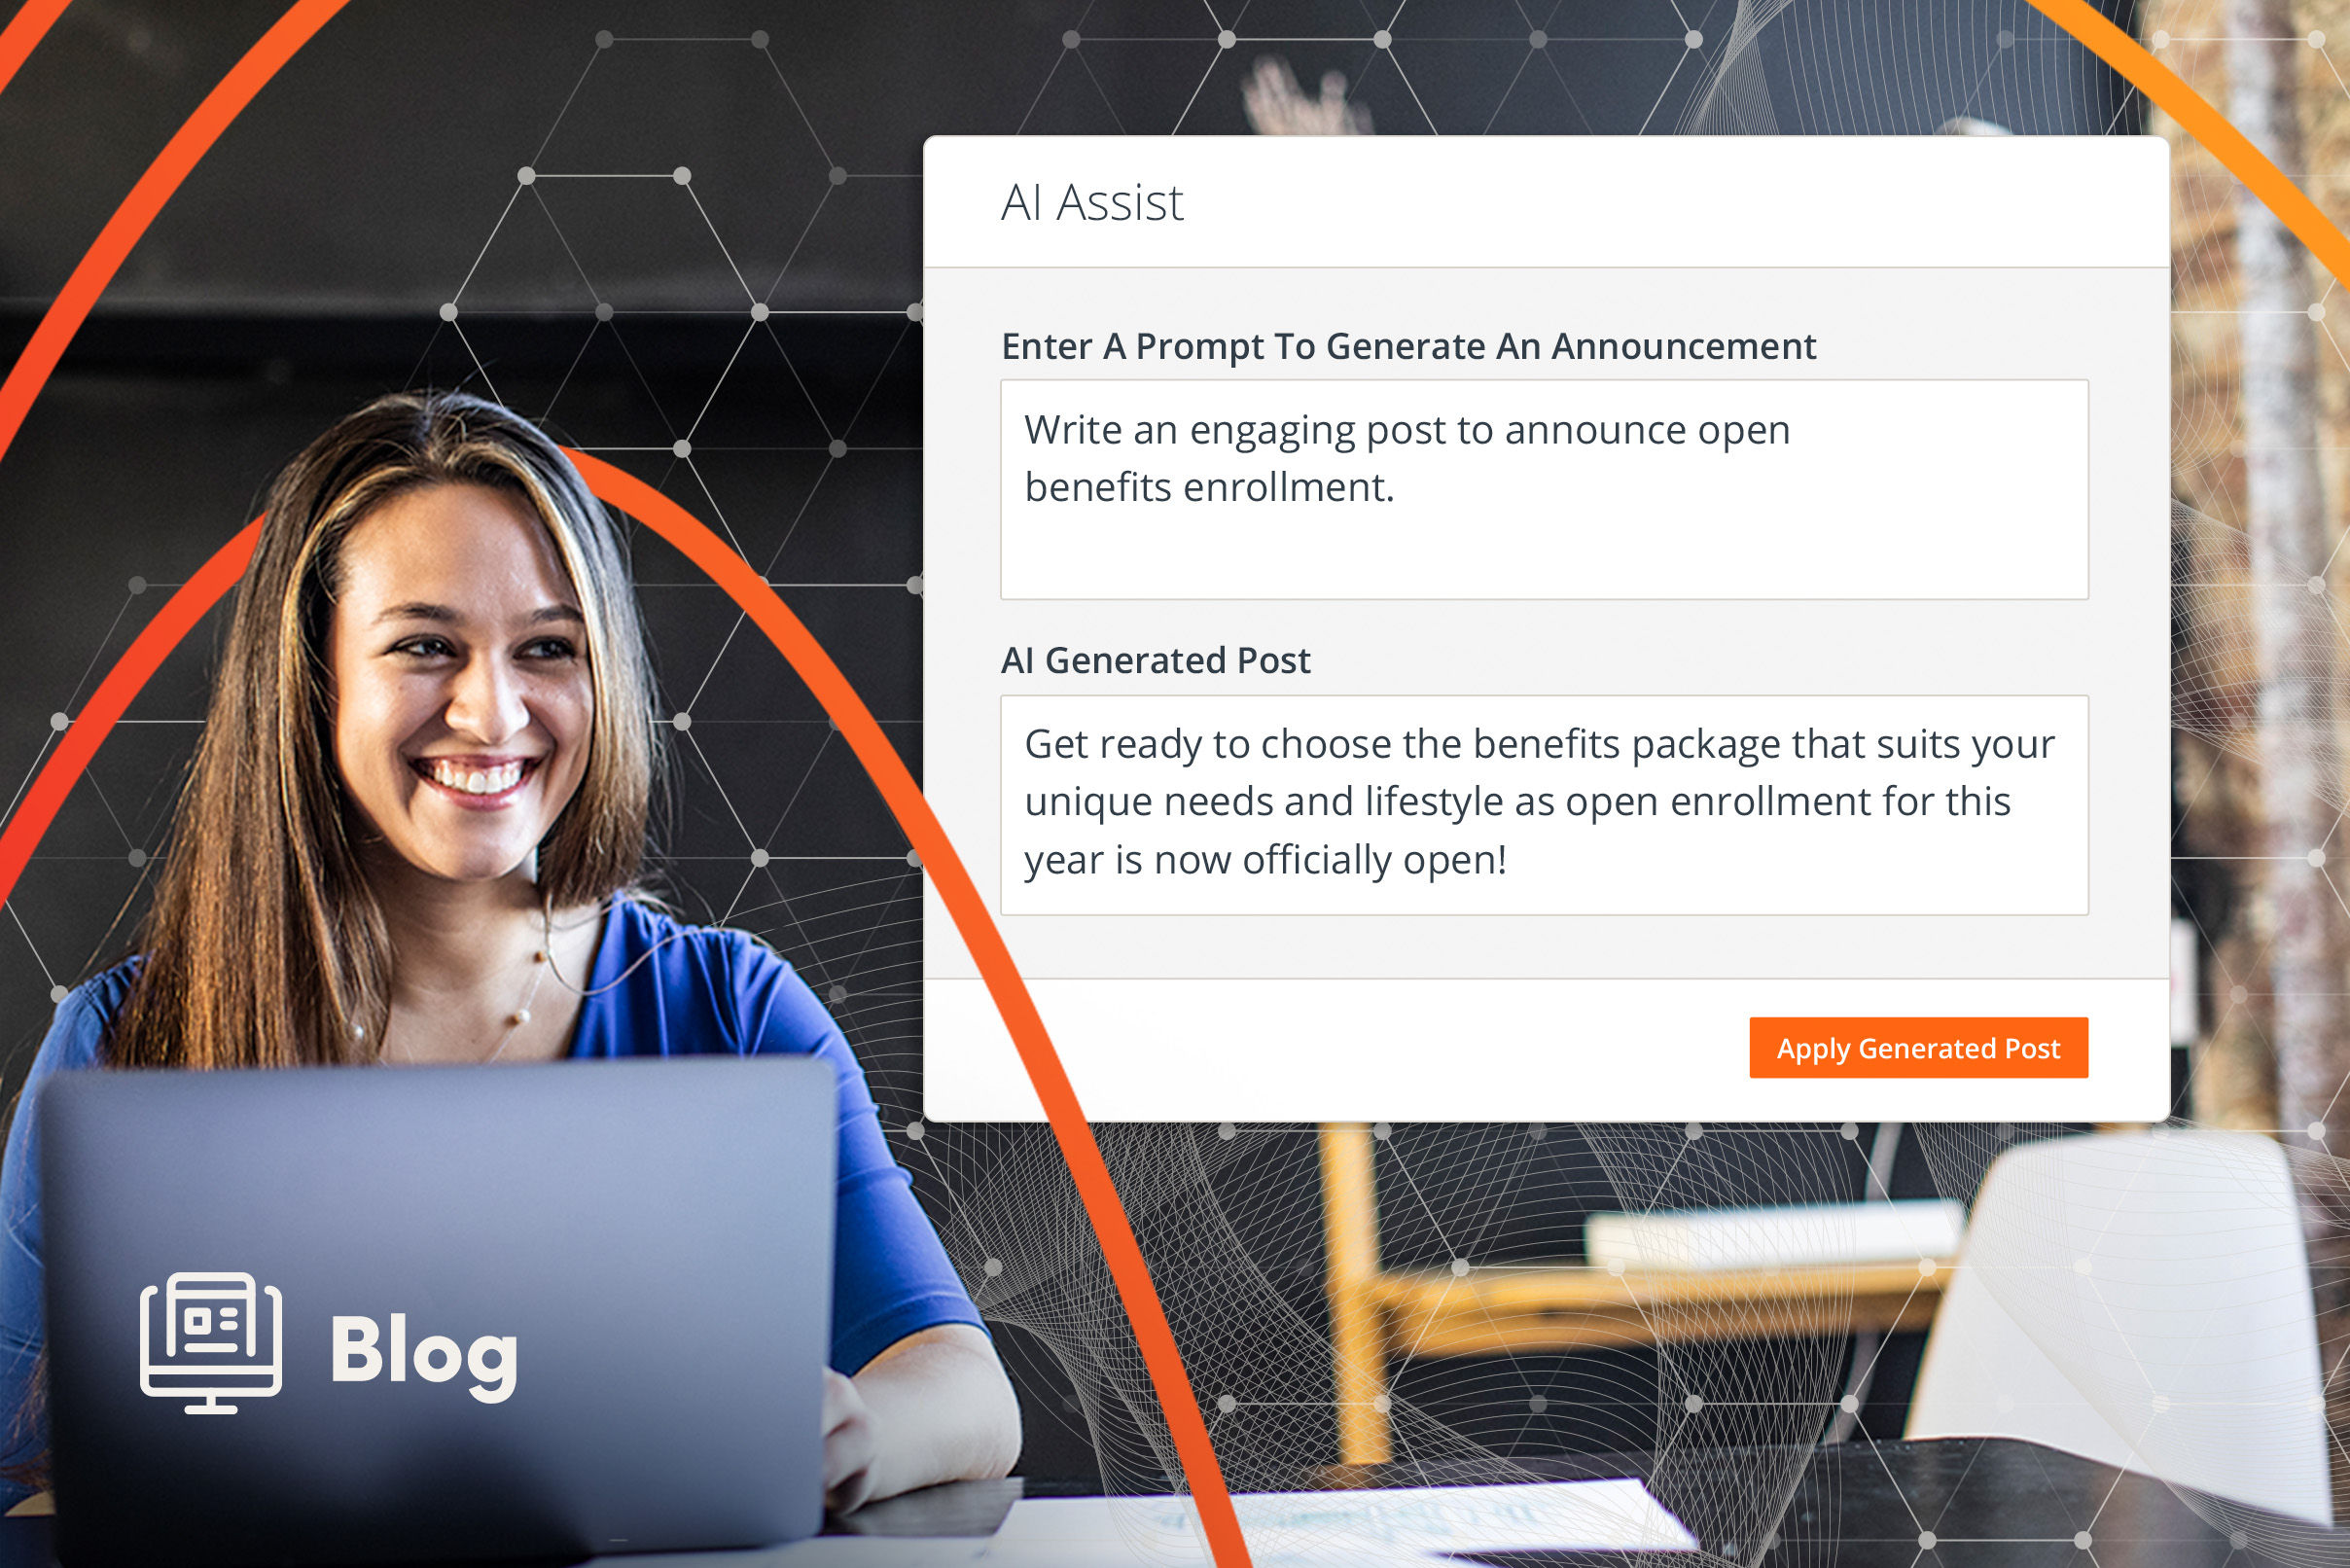 AI Assist
Enter A Prompt To Generate An Announcement
Write an engaging post to announce open
benefits enrollment.
AI Generated Post
Get ready to choose the benefits package that suits your
unique needs and lifestyle as open enrollment for this
year is now officially open!
Apply Generated Post
Blog